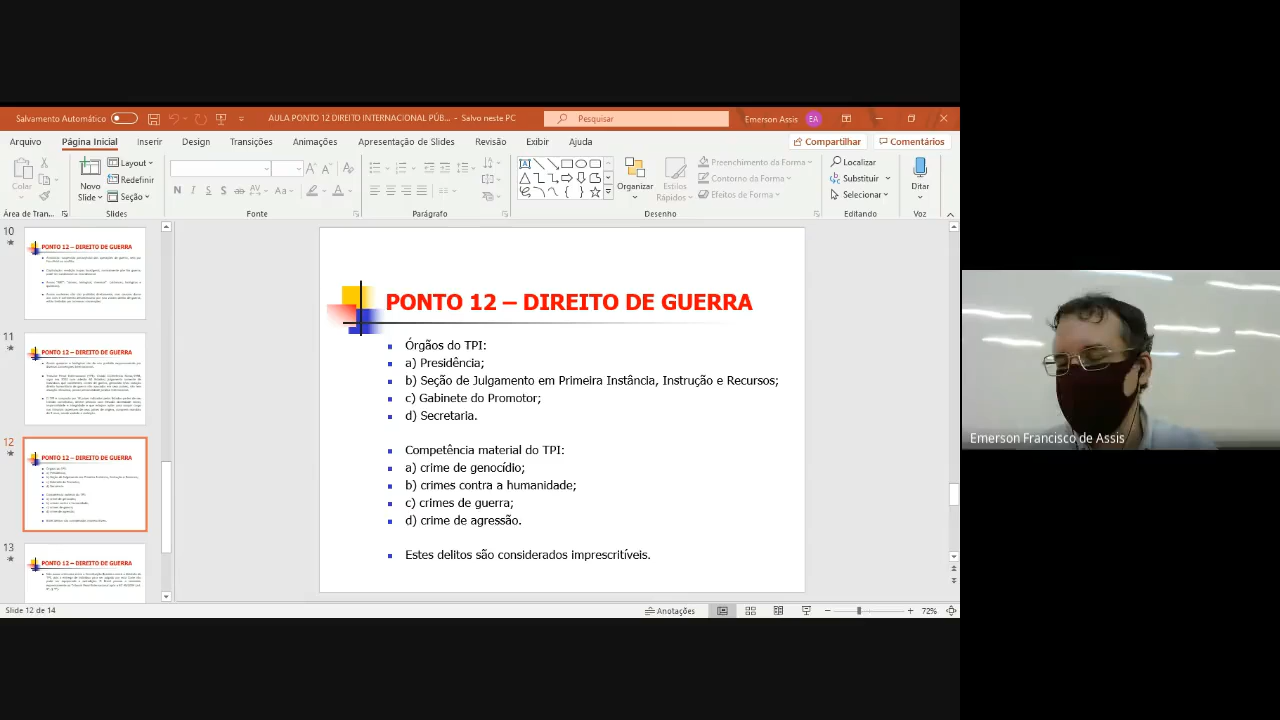 Salvamento Automático
AULA PONTO 12 DIREITO INTERNACIONAL PÚB... – Salvo neste PC
Pesquisar
Emerson Assis
EA
Arquivo
Página Inicial
Inserir
Design
Transições
Animações
Apresentação de Slides
Revisão
Exibir
Ajuda
Compartilhar
Comentários
Colar
Novo Slide
Layout
Redefinir
Seção
N I S S ab AV Aa A
Organizar
Estilos Rápidos
Preenchimento da Forma
Contorno da Forma
Efeitos de Forma
Localizar
Substituir
Selecionar
Ditar
Área de Tran...
Slides
Fonte
Parágrafo
Desenho
Editando
Voz
10
PONTO 12 – DIREITO DE GUERRA
11
PONTO 12 – DIREITO DE GUERRA
12
PONTO 12 – DIREITO DE GUERRA
13
PONTO 12 – DIREITO DE GUERRA
PONTO 12 – DIREITO DE GUERRA
Órgãos do TPI:
a) Presidência;
b) Seção de Julgamento em Primeira Instância, Instrução e Recursos;
c) Gabinete do Promotor;
d) Secretaria.
Competência material do TPI:
a) crime de genocídio;
b) crimes contra a humanidade;
c) crimes de guerra;
d) crime de agressão.
Estes delitos são considerados imprescritíveis.
Emerson Francisco de Assis
Slide 12 de 14
Anotações
72%